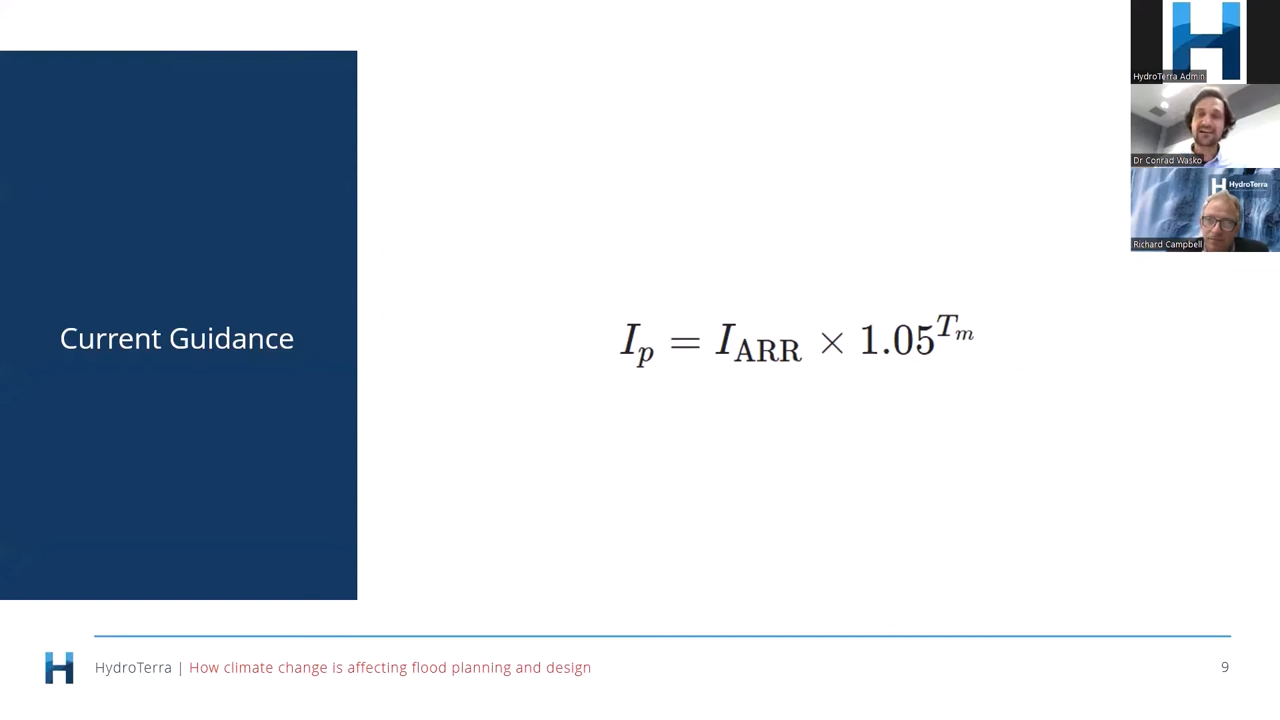 HydroTerra Admin
Dr Conrad Wasko
HydroTerra
Richard Campbell
Current Guidance
I_p = I_ARR × 1.05^{T_m}
HydroTerra | How climate change is affecting flood planning and design
9